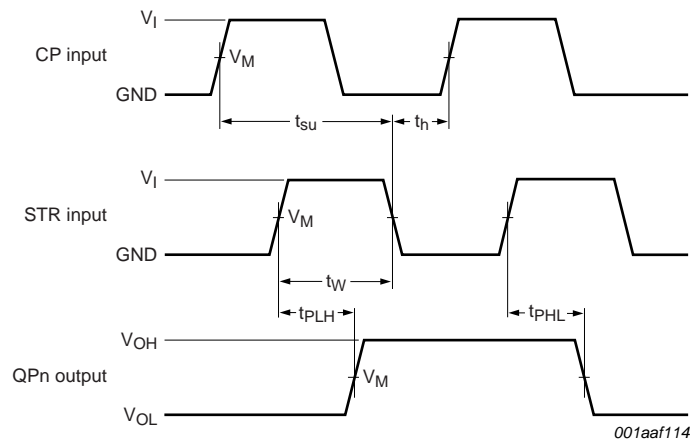 VI
CP input
VM
GND
tsu
th
VI
STR input
VM
GND
tW
tPLH
tPHL
VOH
QPn output
VM
VOL
001aaf114